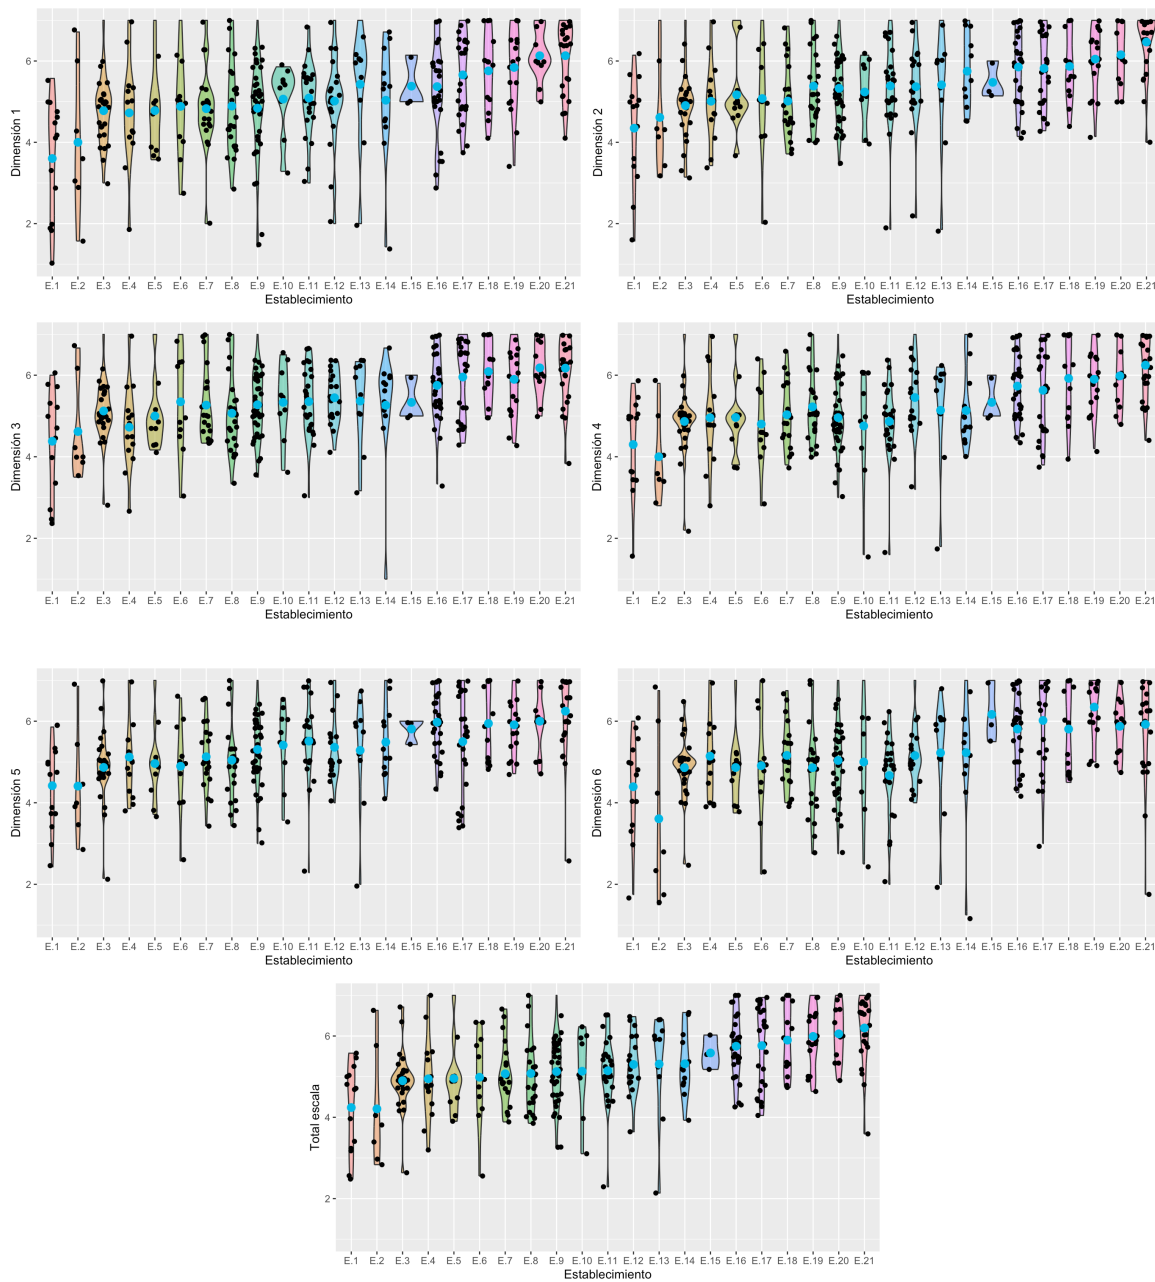 6
4
2
Dimensión 1
E.1 E.2 E.3 E.4 E.5 E.6 E.7 E.8 E.9 E.10 E.11 E.12 E.13 E.14 E.15 E.16 E.17 E.18 E.19 E.20 E.21
Establecimiento
6
4
2
Dimensión 2
E.1 E.2 E.3 E.4 E.5 E.6 E.7 E.8 E.9 E.10 E.11 E.12 E.13 E.14 E.15 E.16 E.17 E.18 E.19 E.20 E.21
Establecimiento
6
4
2
Dimensión 3
E.1 E.2 E.3 E.4 E.5 E.6 E.7 E.8 E.9 E.10 E.11 E.12 E.13 E.14 E.15 E.16 E.17 E.18 E.19 E.20 E.21
Establecimiento
6
4
2
Dimensión 4
E.1 E.2 E.3 E.4 E.5 E.6 E.7 E.8 E.9 E.10 E.11 E.12 E.13 E.14 E.15 E.16 E.17 E.18 E.19 E.20 E.21
Establecimiento
6
4
2
Dimensión 5
E.1 E.2 E.3 E.4 E.5 E.6 E.7 E.8 E.9 E.10 E.11 E.12 E.13 E.14 E.15 E.16 E.17 E.18 E.19 E.20 E.21
Establecimiento
6
4
2
Dimensión 6
E.1 E.2 E.3 E.4 E.5 E.6 E.7 E.8 E.9 E.10 E.11 E.12 E.13 E.14 E.15 E.16 E.17 E.18 E.19 E.20 E.21
Establecimiento
6
4
2
Total escala
E.1 E.2 E.3 E.4 E.5 E.6 E.7 E.8 E.9 E.10 E.11 E.12 E.13 E.14 E.15 E.16 E.17 E.18 E.19 E.20 E.21
Establecimiento